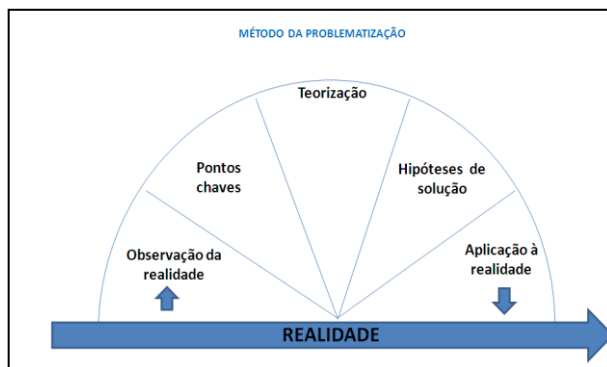 MÉTODO DA PROBLEMATIZAÇÃO
Teorização
Pontos
chaves
Hipóteses de
solução
Observação da
realidade
Aplicação à
realidade
REALIDADE